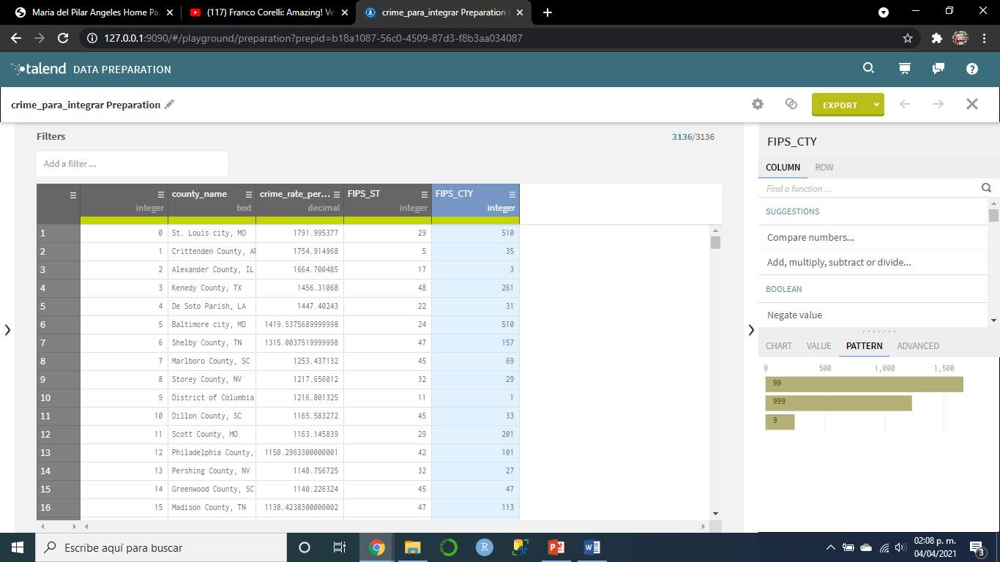 Maria del Pilar Angeles Home Pa
(117) Franco Corelli: Amazing! Ve
crime_para_integrar Preparation |
127.0.0.1:9090/#/playground/preparation?prepid=b18a1087-56c0-4509-87d3-f8b3aa034087
talend DATA PREPARATION
crime_para_integrar Preparation
EXPORT
Filters
3136/3136
Add a filter ...
integer
county_name
text
crime_rate_per...
decimal
FIPS_ST
integer
FIPS_CTY
integer
1 0 St. Louis city, MO 1791.995377 29 510
2 1 Crittenden County, AR 1754.914968 5 35
3 2 Alexander County, IL 1664.700485 17 3
4 3 Kenedy County, TX 1456.31068 48 261
5 4 De Soto Parish, LA 1447.40243 22 31
6 5 Baltimore city, MD 1419.5375689999998 24 510
7 6 Shelby County, TN 1315.0037519999998 47 157
8 7 Marlboro County, SC 1253.437132 45 69
9 8 Storey County, NV 1217.656012 32 29
10 9 District of Columbia 1216.801325 11 1
11 10 Dillon County, SC 1165.583272 45 33
12 11 Scott County, MO 1163.145839 29 201
13 12 Philadelphia County, 1150.2963300000001 42 101
14 13 Pershing County, NV 1148.756725 32 27
15 14 Greenwood County, SC 1140.226324 45 47
16 15 Madison County, TN 1138.4238300000002 47 113
FIPS_CTY
COLUMN ROW
Find a function ...
SUGGESTIONS
Compare numbers...
Add, multiply, subtract or divide...
BOOLEAN
Negate value
CHART VALUE PATTERN ADVANCED
0 500 1,000 1,500
99
999
9
Escribe aquí para buscar
02:08 p. m.
04/04/2021
3